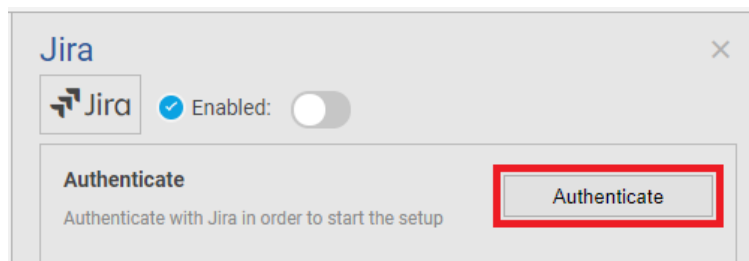 Jira
Jira Enabled:
Authenticate
Authenticate
Authenticate with Jira in order to start the setup